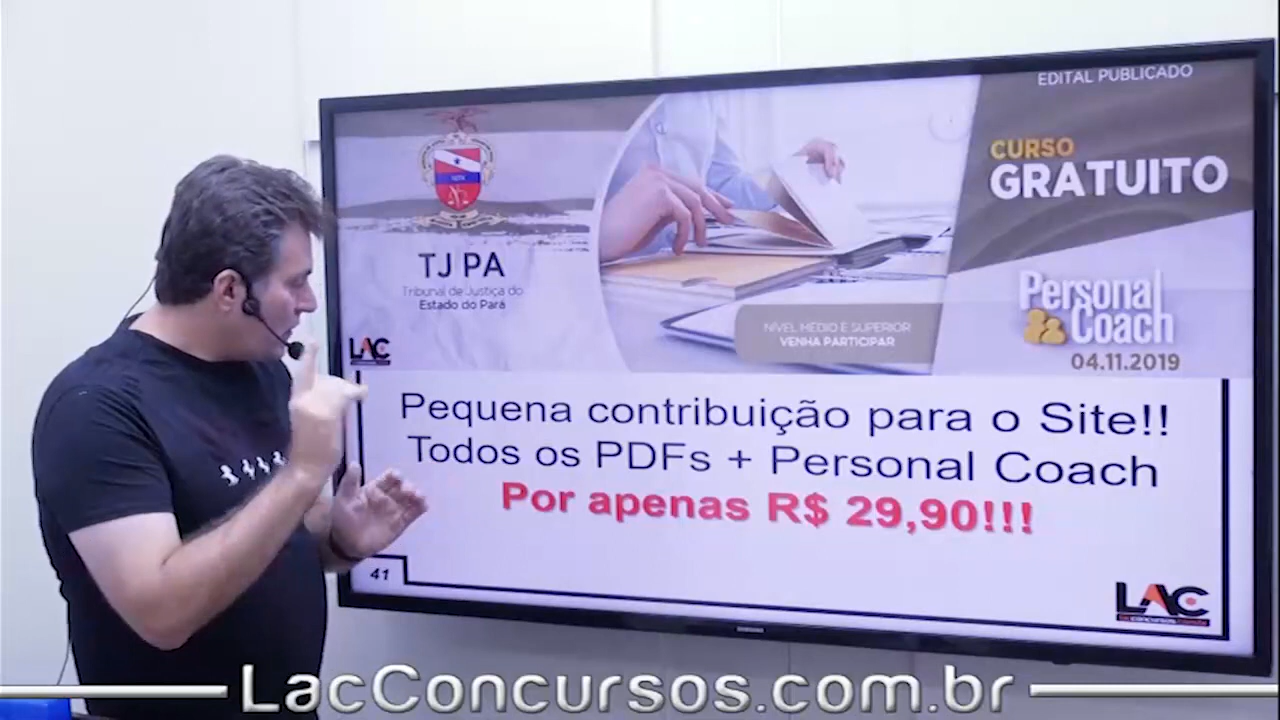 EDITAL PUBLICADO
CURSO
GRATUITO
TJ PA
Tribunal de Justiça do
Estado do Pará
Personal
Coach
04.11.2019
NÍVEL MÉDIO E SUPERIOR
VENHA PARTICIPAR
LAC
Pequena contribuição para o Site!!
Todos os PDFs + Personal Coach
Por apenas R$ 29,90!!!
41
LAC
LacConcursos.com.br